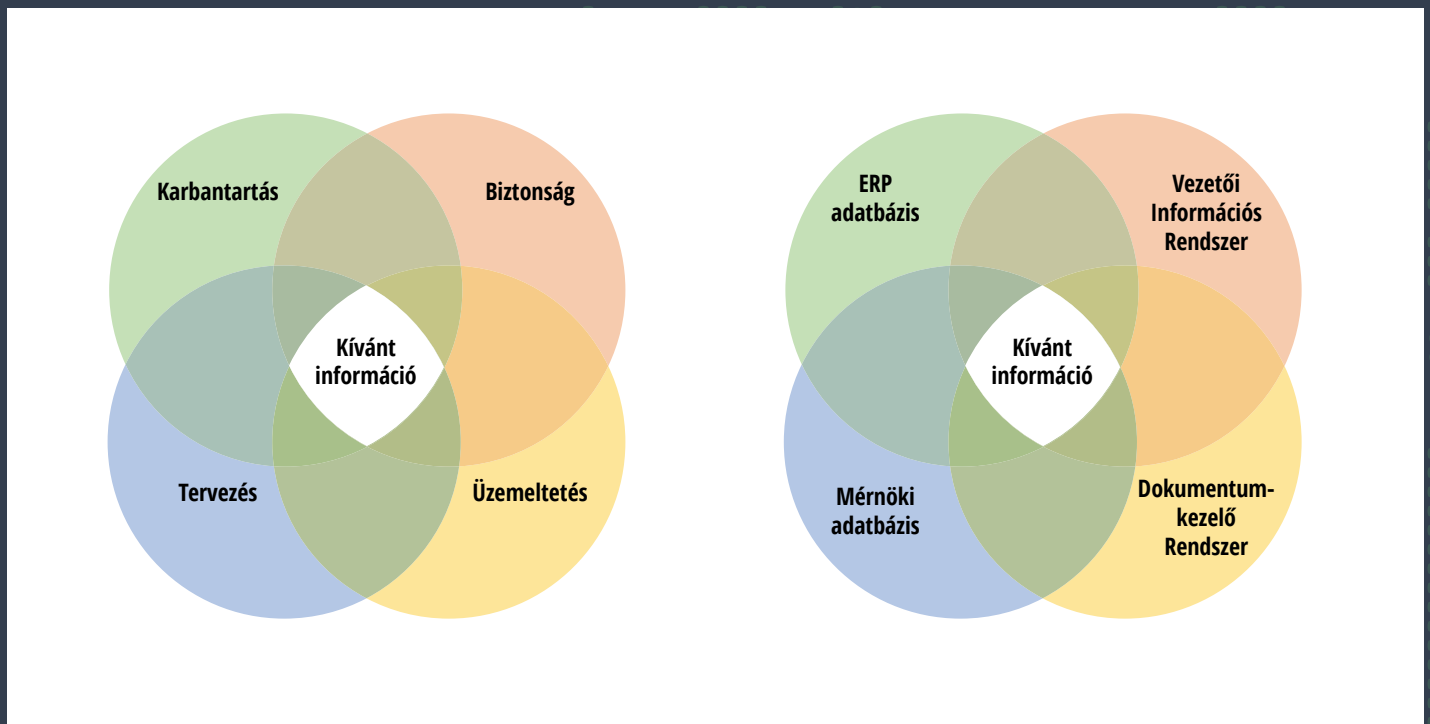 Karbantartás
Biztonság
Kívánt
információ
Tervezés
Üzemeltetés
ERP
adatbázis
Vezetői
Információs
Rendszer
Kívánt
információ
Mérnöki
adatbázis
Dokumentum-
kezelő
Rendszer